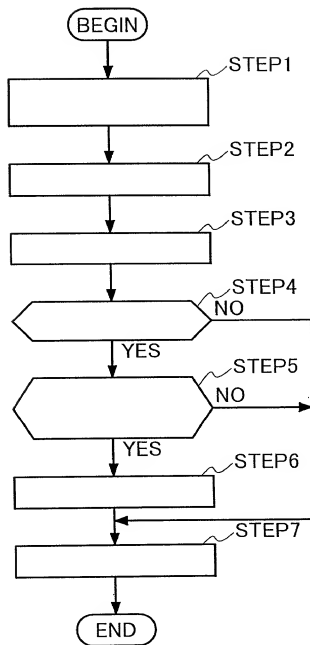 BEGIN
STEP1
STEP2
STEP3
STEP4
NO
YES
STEP5
NO
YES
STEP6
STEP7
END